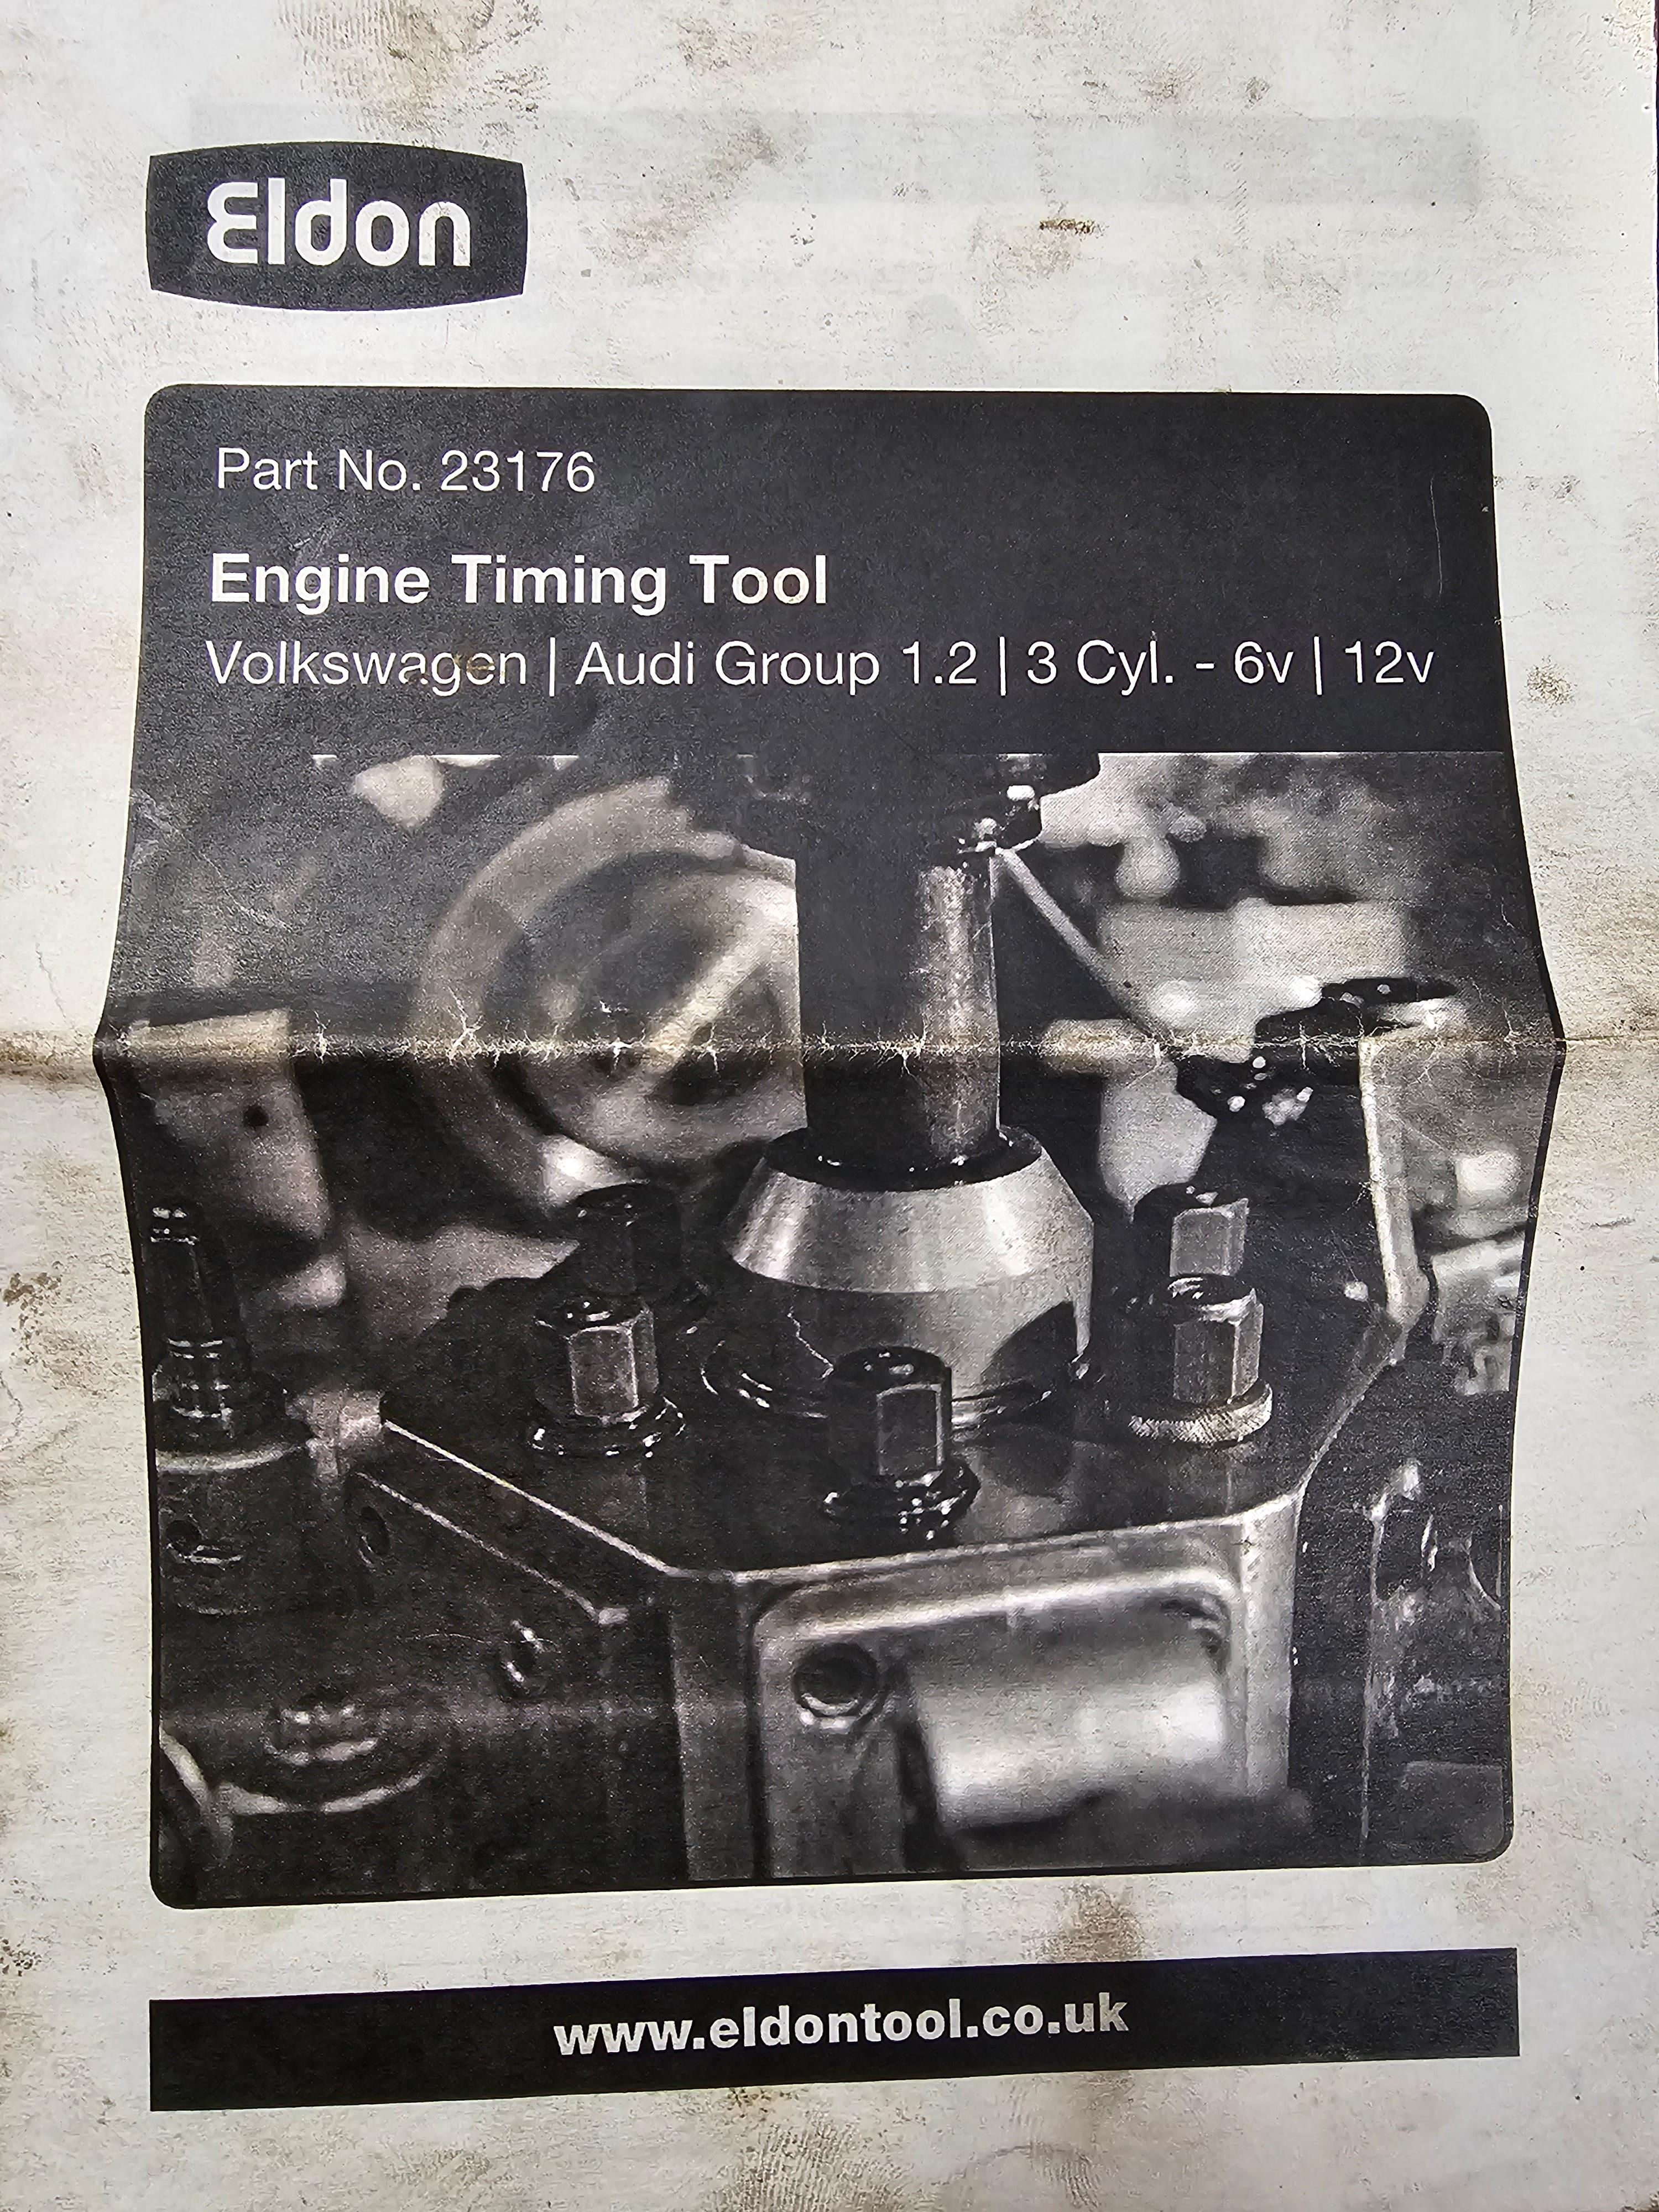 Eldon
Part No. 23176
Engine Timing Tool
Volkswagen | Audi Group 1.2 | 3 Cyl. - 6v | 12v
www.eldontool.co.uk